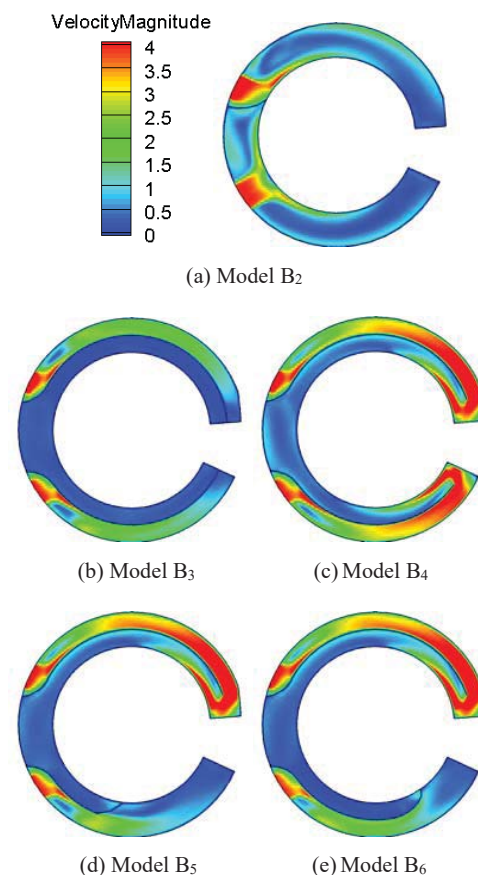 VelocityMagnitude
4
3.5
3
2.5
2
1.5
1
0.5
0
(a) Model B₂
(b) Model B₃
(c) Model B₄
(d) Model B₅
(e) Model B₆